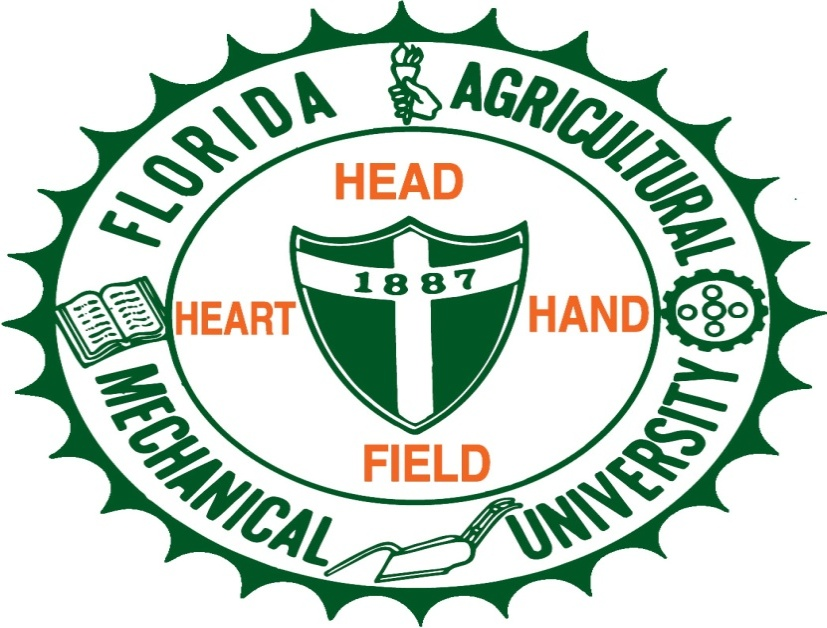 FLORIDA AGRICULTURAL
MECHANICAL UNIVERSITY
HEAD
1887
HEART HAND
FIELD